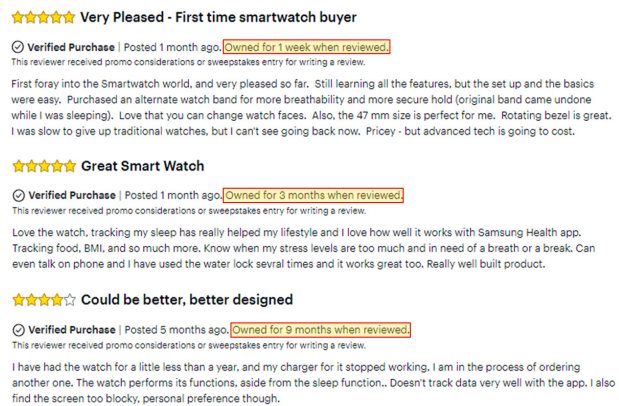 Very Pleased - First time smartwatch buyer
Verified Purchase | Posted 1 month ago. Owned for 1 week when reviewed.
This reviewer received promo considerations or sweepstakes entry for writing a review.
First foray into the Smartwatch world, and very pleased so far. Still learning all the features, but the set up and the basics
were easy. Purchased an alternate watch band for more breathability and more secure hold (original band came undone
while I was sleeping). Love that you can change watch faces. Also, the 47 mm size is perfect for me. Rotating bezel is great.
I was slow to give up traditional watches, but I can't see going back now. Pricey - but advanced tech is going to cost.
Great Smart Watch
Verified Purchase | Posted 1 month ago. Owned for 3 months when reviewed.
This reviewer received promo considerations or sweepstakes entry for writing a review.
Love the watch, tracking my sleep has really helped my lifestyle and I love how well it works with Samsung Health app.
Tracking food, BMI, and so much more. Know when my stress levels are too much and in need of a breath or a break. Can
even talk on phone and I have used the water lock sevral times and it works great too. Really well built product.
Could be better, better designed
Verified Purchase | Posted 5 months ago. Owned for 9 months when reviewed.
This reviewer received promo considerations or sweepstakes entry for writing a review.
I have had the watch for a little less than a year, and my charger for it stopped working, I am in the process of ordering
another one. The watch performs its functions, aside from the sleep function.. Doesn't track data very well with the app. I also
find the screen too blocky, personal preference though.